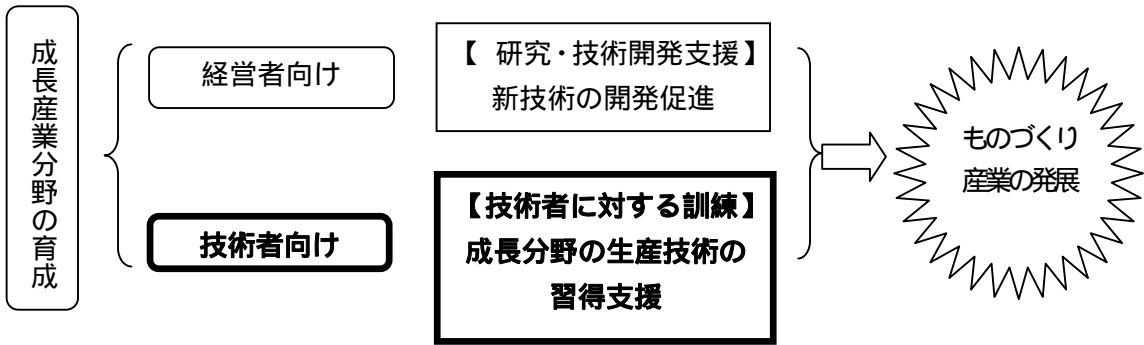 成長産業分野の育成
経営者向け
【 研究・技術開発支援】
新技術の開発促進
技術者向け
【技術者に対する訓練】
成長分野の生産技術の
習得支援
ものづくり
産業の発展